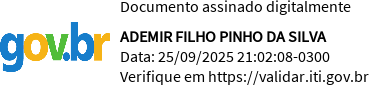 Documento assinado digitalmente
gov.br
ADEMIR FILHO PINHO DA SILVA
Data: 25/09/2025 21:02:08-0300
Verifique em https://validar.iti.gov.br